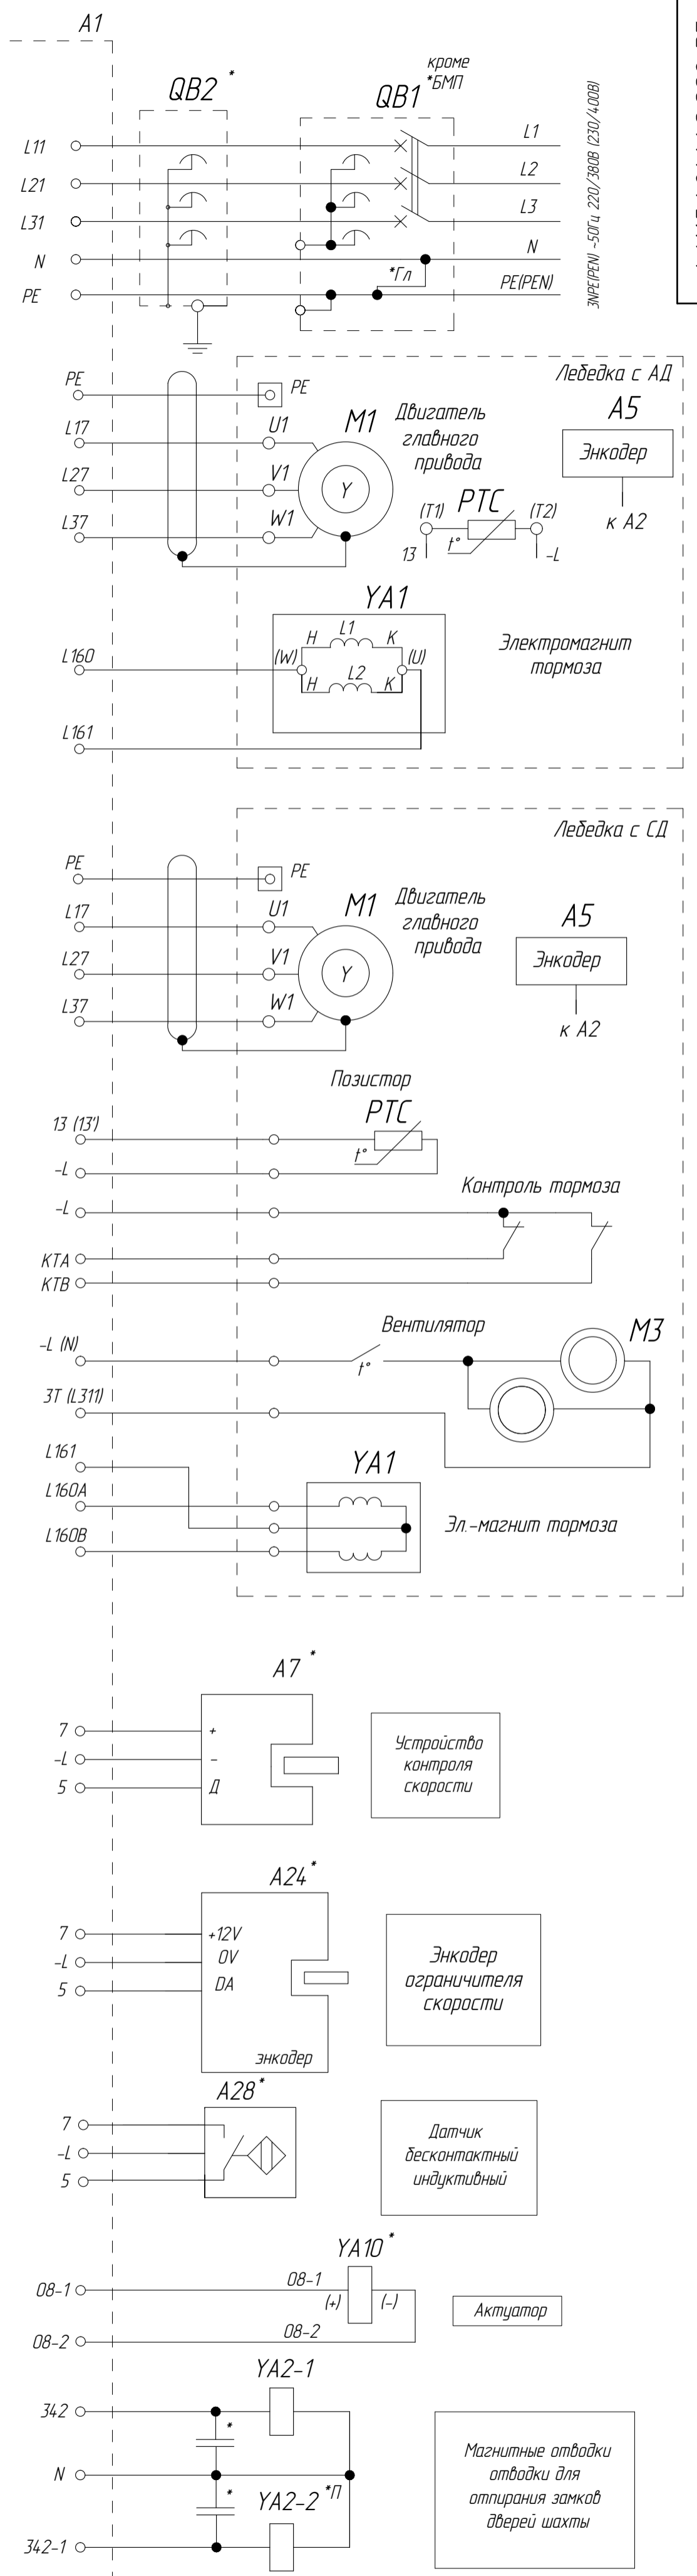 A1
QB2 *
QB1
кроме
*БМП
L11
L21
L31
N
PE
L1
L2
L3
N
PE(PEN)
*Гл
3NPE(PEN) ~50Гц 220/380В (230/400В)
Лебедка с АД
PE
L17
L27
L37
PE
U1
V1
W1
M1
Y
Двигатель
главного
привода
A5
Энкодер
к A2
(T1)
PTC
(T2)
13
t°
-L
YA1
L160
L161
(W)
H
L1
K
(U)
H
L2
K
Электромагнит
тормоза
Лебедка с СД
PE
L17
L27
L37
PE
U1
V1
W1
M1
Y
Двигатель
главного
привода
A5
Энкодер
к A2
Позистор
PTC
t°
13 (13')
-L
-L
КТА
КТВ
Контроль тормоза
-L (N)
3T (L311)
t°
Вентилятор
M3
L161
L160A
L160B
YA1
Эл.-магнит тормоза
A7 *
7
-L
5
+
-
Д
Устройство
контроля
скорости
A24 *
7
-L
5
+12V
0V
DA
энкодер
Энкодер
ограничителя
скорости
A28 *
7
-L
5
Датчик
бесконтактный
индуктивный
YA10 *
08-1
08-2
08-1
(+)
(-)
08-2
Актуатор
YA2-1
342
N
342-1
*
*
YA2-2 *П
Магнитные отводки
отводки для
отпирания замков
дверей шахты